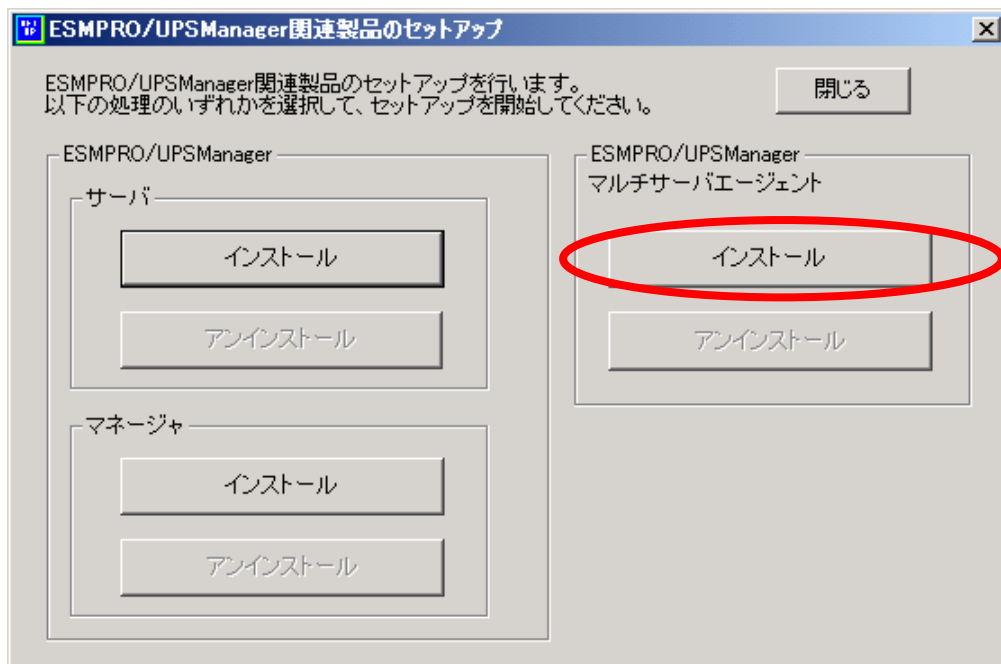 ESMPRO/UPSManager関連製品のセットアップ
ESMPRO/UPSManager関連製品のセットアップを行います。
以下の処理のいずれかを選択して、セットアップを開始してください。
閉じる
ESMPRO/UPSManager
サーバ
インストール
アンインストール
マネージャ
インストール
アンインストール
ESMPRO/UPSManager
マルチサーバエージェント
インストール
アンインストール